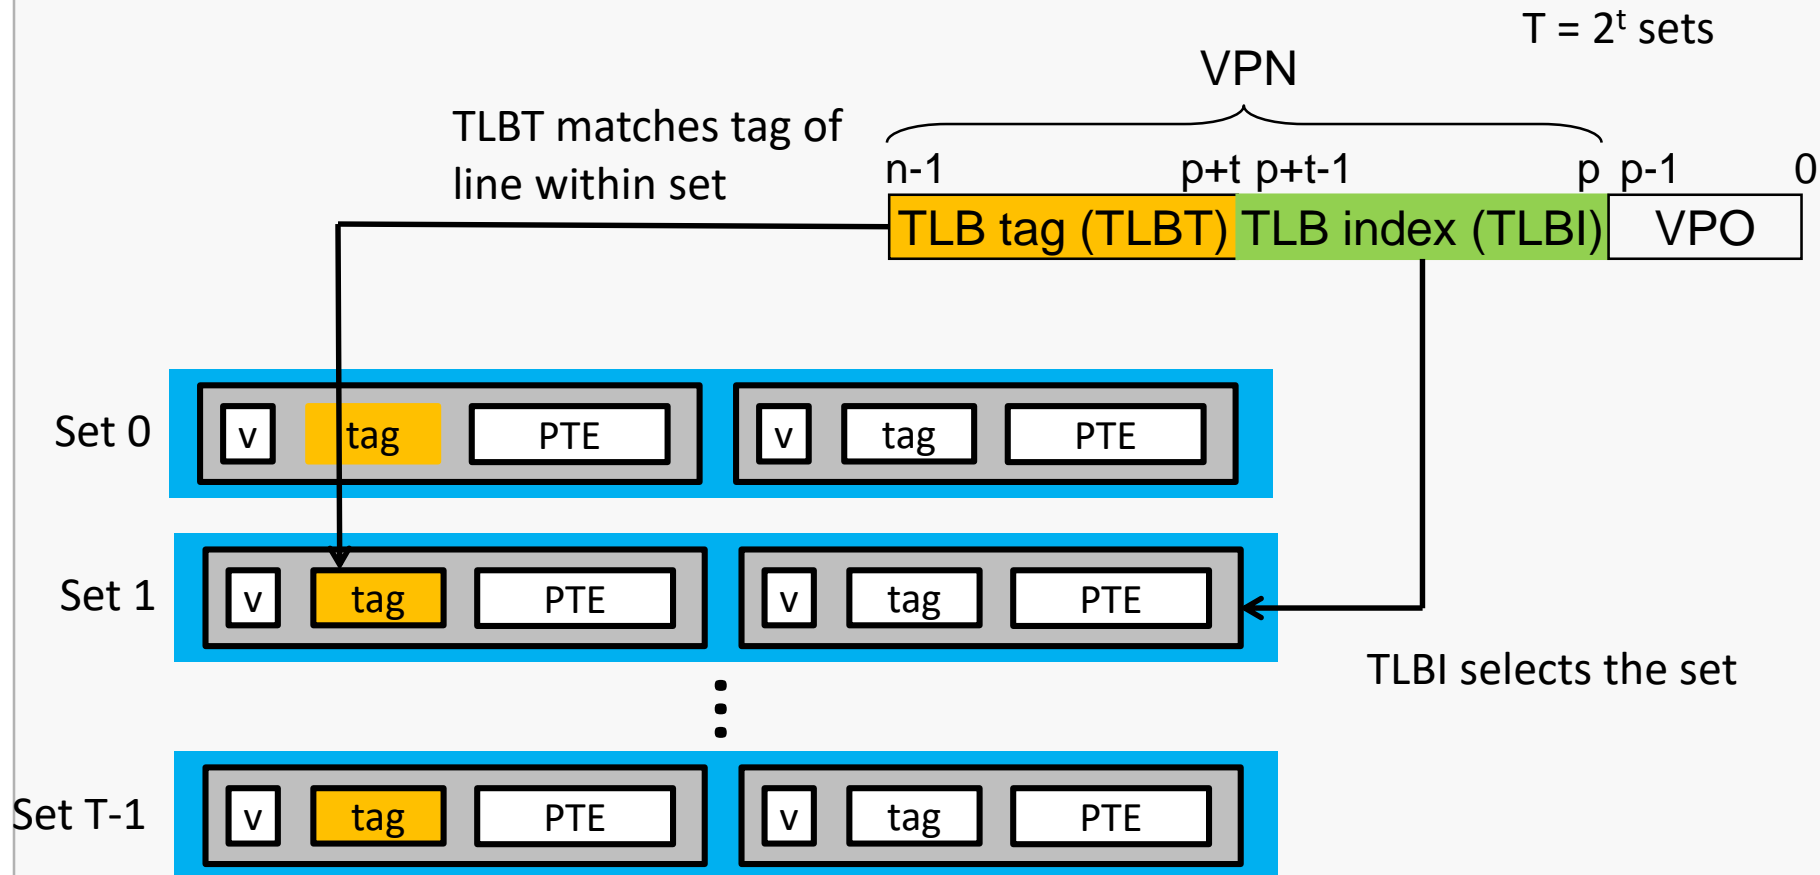 T = 2ᵗ sets
VPN
TLBT matches tag of
line within set
n-1 p+t p+t-1 p p-1 0
TLB tag (TLBT) TLB index (TLBI) VPO
Set 0 v tag PTE v tag PTE
Set 1 v tag PTE v tag PTE
TLBI selects the set
Set T-1 v tag PTE v tag PTE